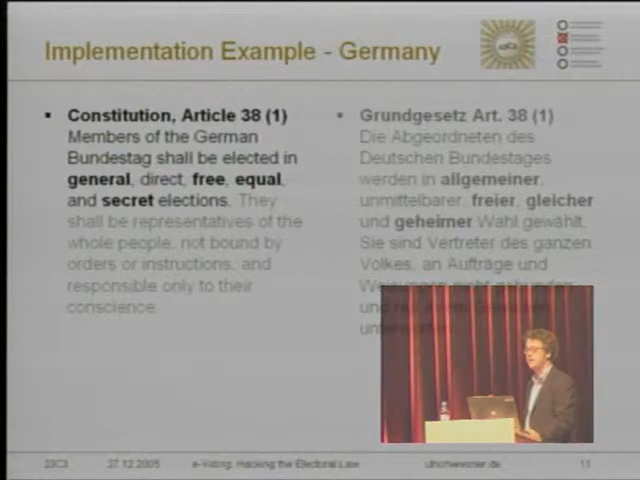 Implementation Example - Germany
▪ Constitution, Article 38 (1)
Members of the German
Bundestag shall be elected in
general, direct, free, equal,
and secret elections. They
shall be representatives of the
whole people, not bound by
orders or instructions, and
responsible only to their
conscience.
▪ Grundgesetz Art. 38 (1)
Die Abgeordneten des
Deutschen Bundestages
werden in allgemeiner,
unmittelbarer, freier, gleicher
und geheimer Wahl gewählt.
Sie sind Vertreter des ganzen
Volkes, an Aufträge und
22C3 27.12.2005 e-Voting: Hacking the Electoral Law ulrichwiesner.de 11